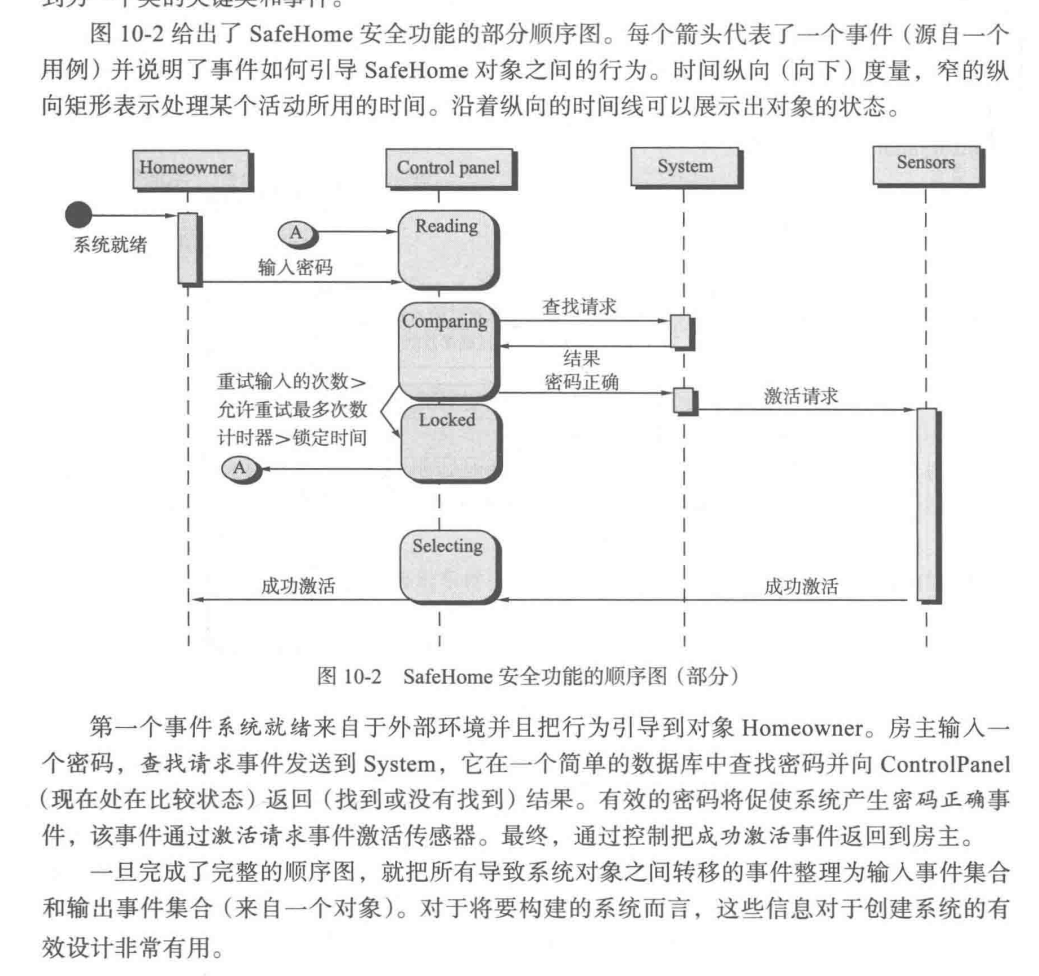 到另一个类的关键类和事件。
图 10-2 给出了 SafeHome 安全功能的部分顺序图。每个箭头代表了一个事件（源自一个
用例）并说明了事件如何引导 SafeHome 对象之间的行为。时间纵向（向下）度量，窄的纵
向矩形表示处理某个活动所用的时间。沿着纵向的时间线可以展示出对象的状态。
Homeowner
Control panel
System
Sensors
系统就绪
A
Reading
输入密码
Comparing
查找请求
结果
密码正确
激活请求
重试输入的次数>
允许重试最多次数
计时器>锁定时间
Locked
A
Selecting
成功激活
成功激活
图 10-2 SafeHome 安全功能的顺序图（部分）
第一个事件系统就绪来自于外部环境并且把行为引导到对象 Homeowner。房主输入一
个密码，查找请求事件发送到 System，它在一个简单的数据库中查找密码并向 ControlPanel
（现在处在比较状态）返回（找到或没有找到）结果。有效的密码将促使系统产生密码正确事
件，该事件通过激活请求事件激活传感器。最终，通过控制把成功激活事件返回到房主。
一旦完成了完整的顺序图，就把所有导致系统对象之间转移的事件整理为输入事件集合
和输出事件集合（来自一个对象）。对于将要构建的系统而言，这些信息对于创建系统的有
效设计非常有用。